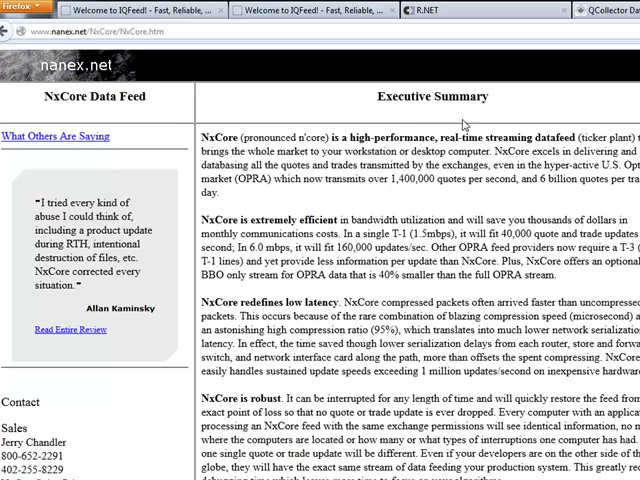 Firefox
Welcome to IQFeed! - Fast, Reliable, ...
Welcome to IQFeed! - Fast, Reliable, ...
R.NET
QCollector Dat
www.nanex.net/NxCore/NxCore.htm
nanex.net
NxCore Data Feed
Executive Summary
What Others Are Saying
"I tried every kind of
abuse I could think of,
including a product update
during RTH, intentional
destruction of files, etc.
NxCore corrected every
situation."
Allan Kaminsky
Read Entire Review
Contact
Sales
Jerry Chandler
800-652-2291
402-255-8229
NxCore (pronounced n'core) is a high-performance, real-time streaming datafeed (ticker plant) t
brings the whole market to your workstation or desktop computer. NxCore excels in delivering and
databasing all the quotes and trades transmitted by the exchanges, even in the hyper-active U.S. Opt
market (OPRA) which now transmits over 1,400,000 quotes per second, and 6 billion quotes per tra
day.
NxCore is extremely efficient in bandwidth utilization and will save you thousands of dollars in
monthly communications costs. In a single T-1 (1.5mbps), it will fit 40,000 quote and trade updates
second; In 6.0 mbps, it will fit 160,000 updates/sec. Other OPRA feed providers now require a T-3 (
T-1 lines) and yet provide less information per update than NxCore. Plus, NxCore offers an optional
BBO only stream for OPRA data that is 40% smaller than the full OPRA stream.
NxCore redefines low latency. NxCore compressed packets often arrived faster than uncompresse
packets. This occurs because of the rare combination of blazing compression speed (microsecond) a
an astonishing high compression ratio (95%), which translates into much lower network serializatio
latency. In effect, the time saved though lower serialization delays from each router, store and forwa
switch, and network interface card along the path, more than offsets the spent compressing. NxCore
easily handles sustained update speeds exceeding 1 million updates/second on inexpensive hardware
NxCore is robust. It can be interrupted for any length of time and will quickly restore the feed from
exact point of loss so that no quote or trade update is ever dropped. Every computer with an applicat
processing an NxCore feed with the same exchange permissions will see identical information, no m
where the computers are located or how many or what types of interruptions one computer has had.
one single quote or trade update will be different. Even if your developers are on the other side of the
globe, they will have the exact same stream of data feeding your production system. This greatly red